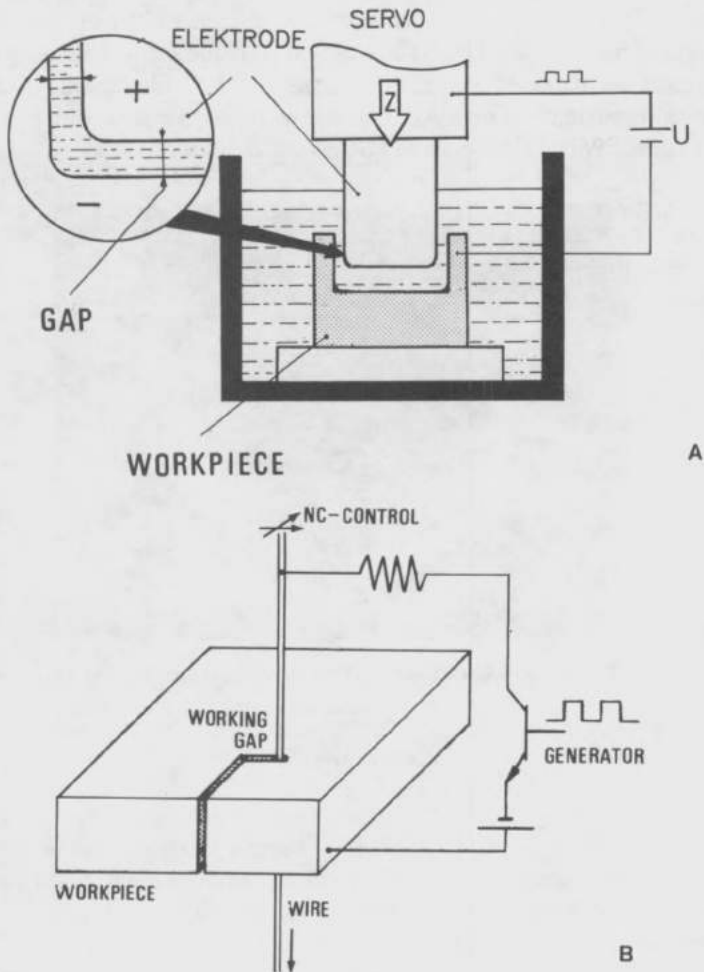 SERVO
ELEKTRODE
+
Z
U
-
GAP
WORKPIECE
A
NC-CONTROL
WORKING
GAP
GENERATOR
WORKPIECE
WIRE
B